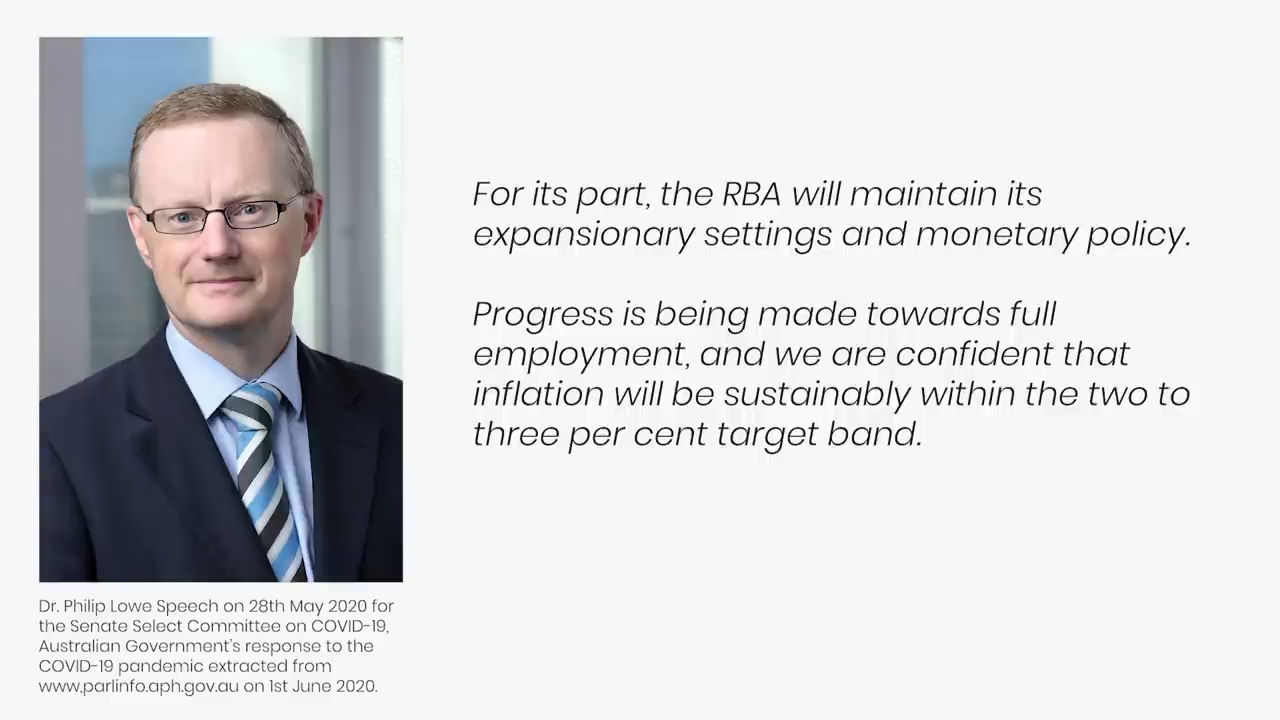 For its part, the RBA will maintain its
expansionary settings and monetary policy.
Progress is being made towards full
employment, and we are confident that
inflation will be sustainably within the two to
three per cent target band.
Dr. Philip Lowe Speech on 28th May 2020 for
the Senate Select Committee on COVID-19,
Australian Government's response to the
COVID-19 pandemic extracted from
www.parlinfo.aph.gov.au on 1st June 2020.